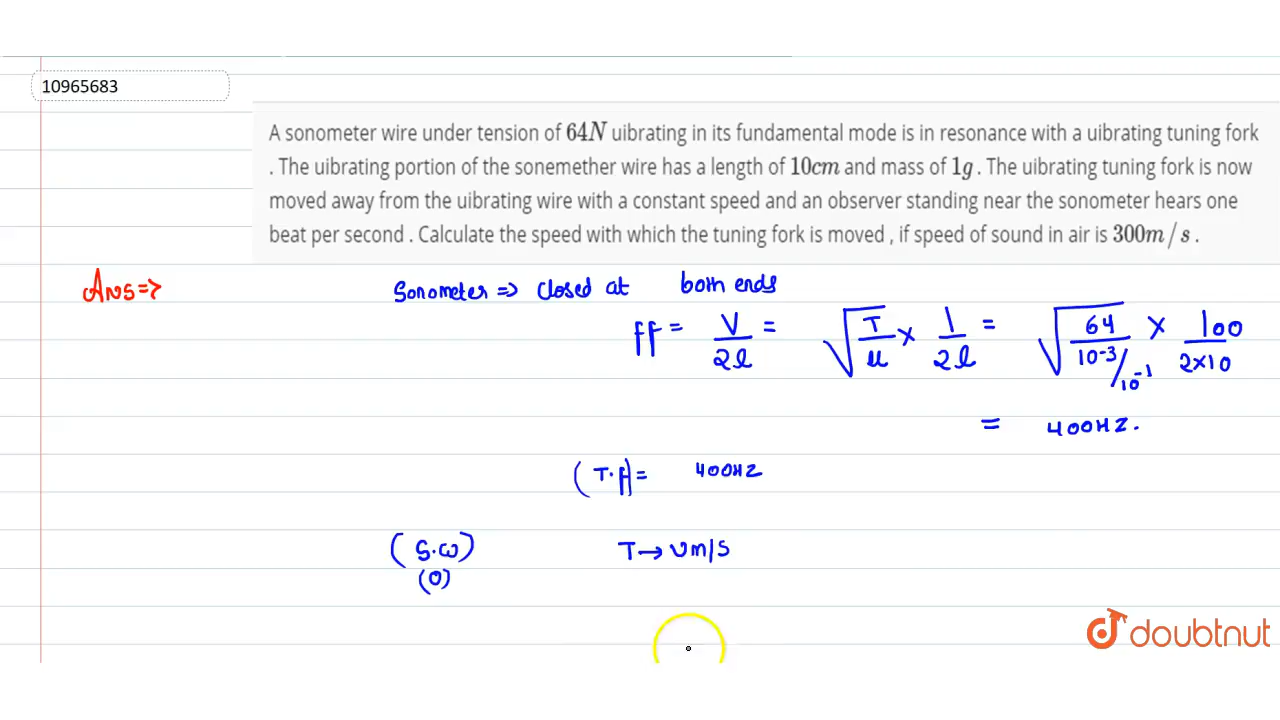 10965683
A sonometer wire under tension of 64N uibrating in its fundamental mode is in resonance with a uibrating tuning fork
. The uibrating portion of the sonemether wire has a length of 10cm and mass of 1g . The uibrating tuning fork is now
moved away from the uibrating wire with a constant speed and an observer standing near the sonometer hears one
beat per second . Calculate the speed with which the tuning fork is moved , if speed of sound in air is 300m/s .
Ans => Sonometer => closed at both ends
ff = V/2l = √(T/μ) × 1/2l = √(64/(10⁻³/10⁻¹)) × 100/(2×10)
= 400HZ.
(T.f) = 400HZ
(S.W) T → vm/s
(O)
doubtnut